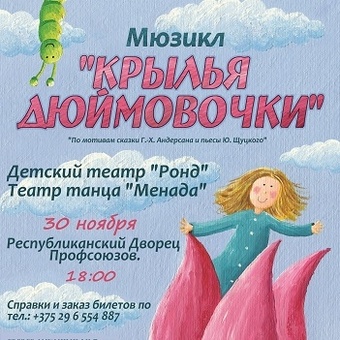 Мюзикл
"КРЫЛЬЯ
ДЮЙМОВОЧКИ"
"По мотивам сказки Г.-Х. Андерсана и пьесы Ю. Щуцкого"
Детский театр "Ронд"
Театр танца "Менада"
30 ноября
Республиканский Дворец
Профсоюзов.
18:00
Справки и заказ билетов по
тел.: +375 29 6 554 887